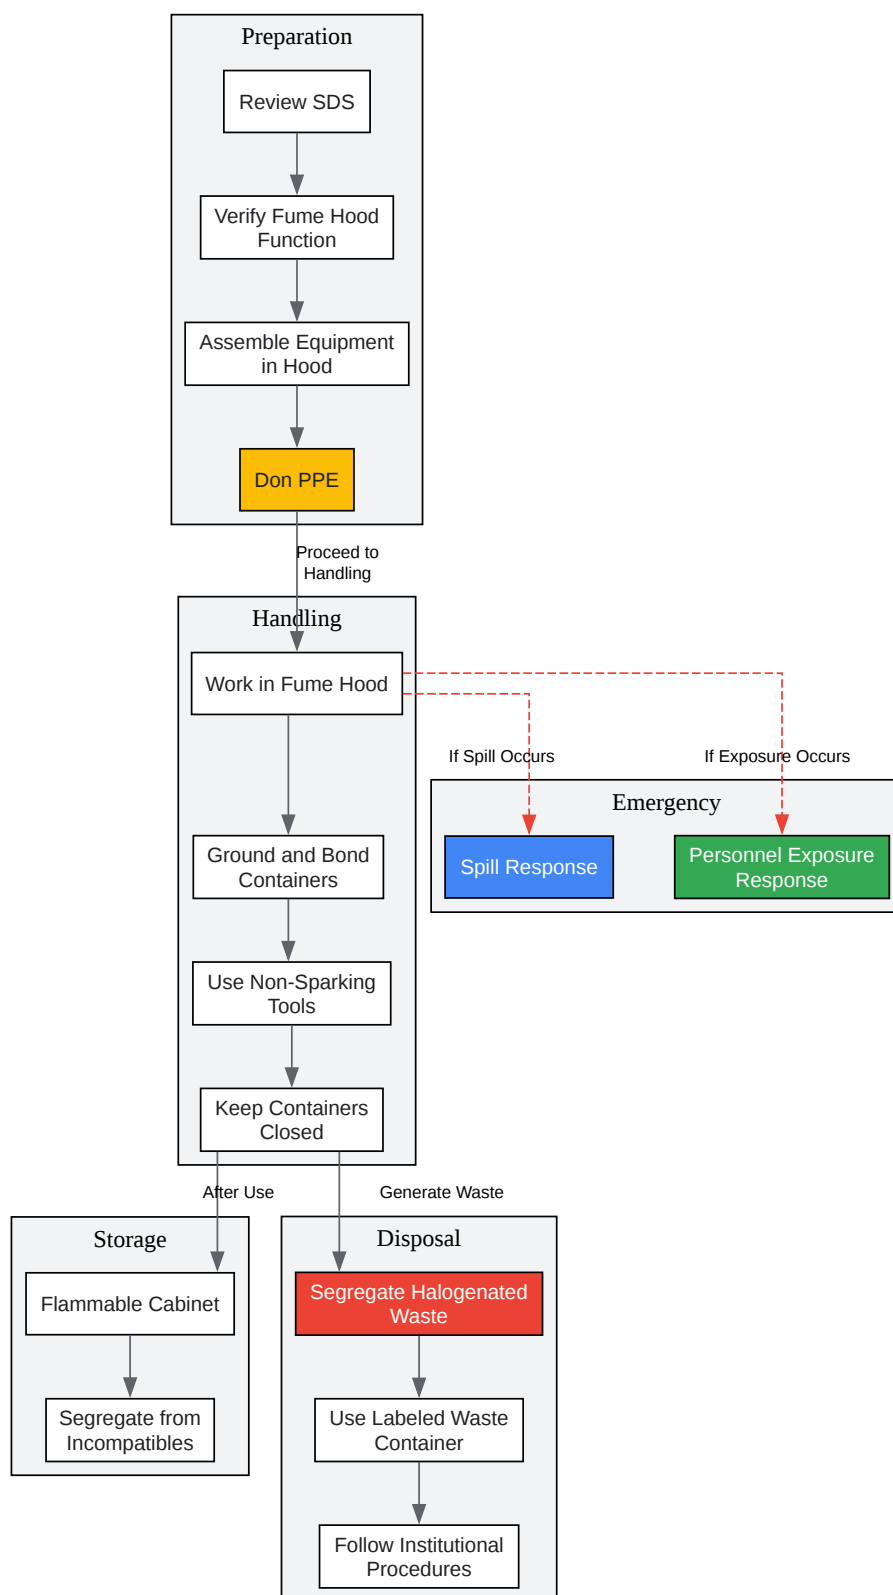 Preparation
Review SDS
Verify Fume Hood
Function
Assemble Equipment
in Hood
Don PPE
Proceed to
Handling
Handling
Work in Fume Hood
If Spill Occurs
If Exposure Occurs
Emergency
Spill Response
Personnel Exposure
Response
Ground and Bond
Containers
Use Non-Sparking
Tools
Keep Containers
Closed
After Use
Generate Waste
Storage
Flammable Cabinet
Segregate from
Incompatibles
Disposal
Segregate Halogenated
Waste
Use Labeled Waste
Container
Follow Institutional
Procedures